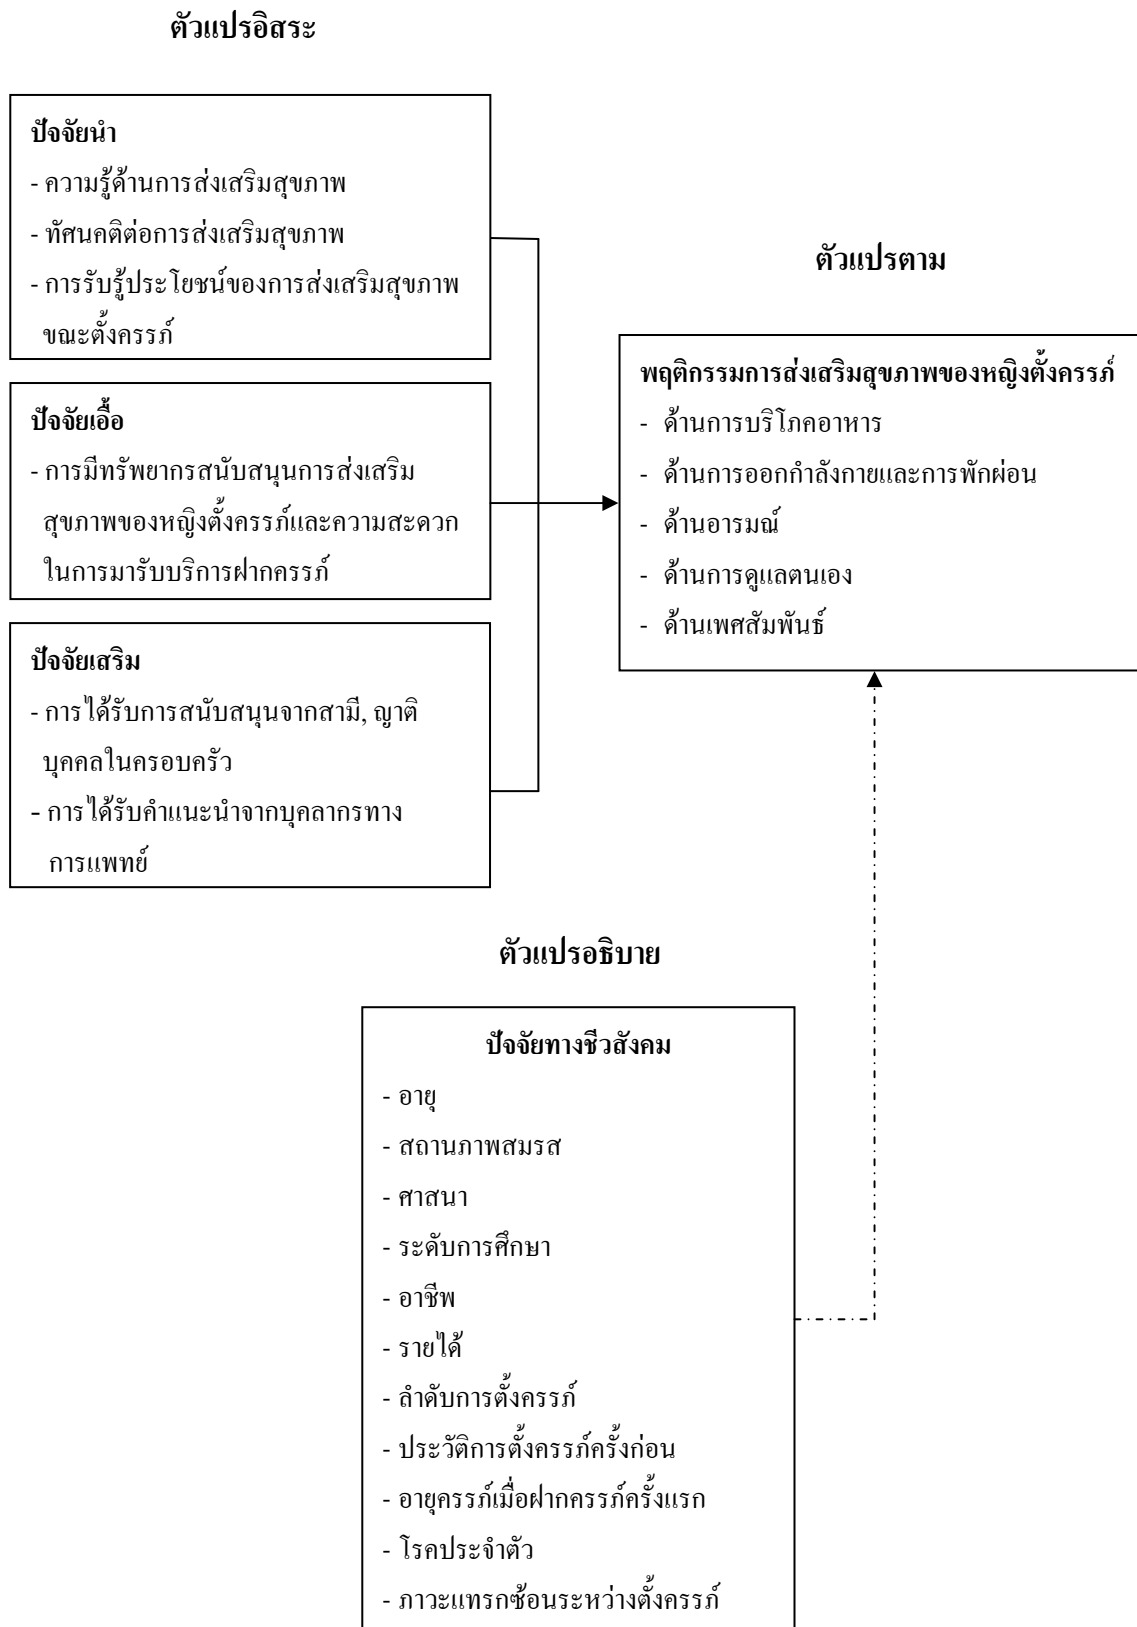 ตัวแปรอิสระ
ปัจจัยนำ
- ความรู้ด้านการส่งเสริมสุขภาพ
- ทัศนคติต่อการส่งเสริมสุขภาพ
- การรับรู้ประโยชน์ของการส่งเสริมสุขภาพ
ขณะตั้งครรภ์
ปัจจัยเอื้อ
- การมีทรัพยากรสนับสนุนการส่งเสริม
สุขภาพของหญิงตั้งครรภ์และความสะดวก
ในการมารับบริการฝากครรภ์
ปัจจัยเสริม
- การได้รับการสนับสนุนจากสามี, ญาติ
บุคคลในครอบครัว
- การได้รับคำแนะนำจากบุคลากรทาง
การแพทย์
ตัวแปรตาม
พฤติกรรมการส่งเสริมสุขภาพของหญิงตั้งครรภ์
- ด้านการบริโภคอาหาร
- ด้านการออกกำลังกายและการพักผ่อน
- ด้านอารมณ์
- ด้านการดูแลตนเอง
- ด้านเพศสัมพันธ์
ตัวแปรอธิบาย
ปัจจัยทางชีวสังคม
- อายุ
- สถานภาพสมรส
- ศาสนา
- ระดับการศึกษา
- อาชีพ
- รายได้
- ลำดับการตั้งครรภ์
- ประวัติการตั้งครรภ์ครั้งก่อน
- อายุครรภ์เมื่อฝากครรภ์ครั้งแรก
- โรคประจำตัว
- ภาวะแทรกซ้อนระหว่างตั้งครรภ์